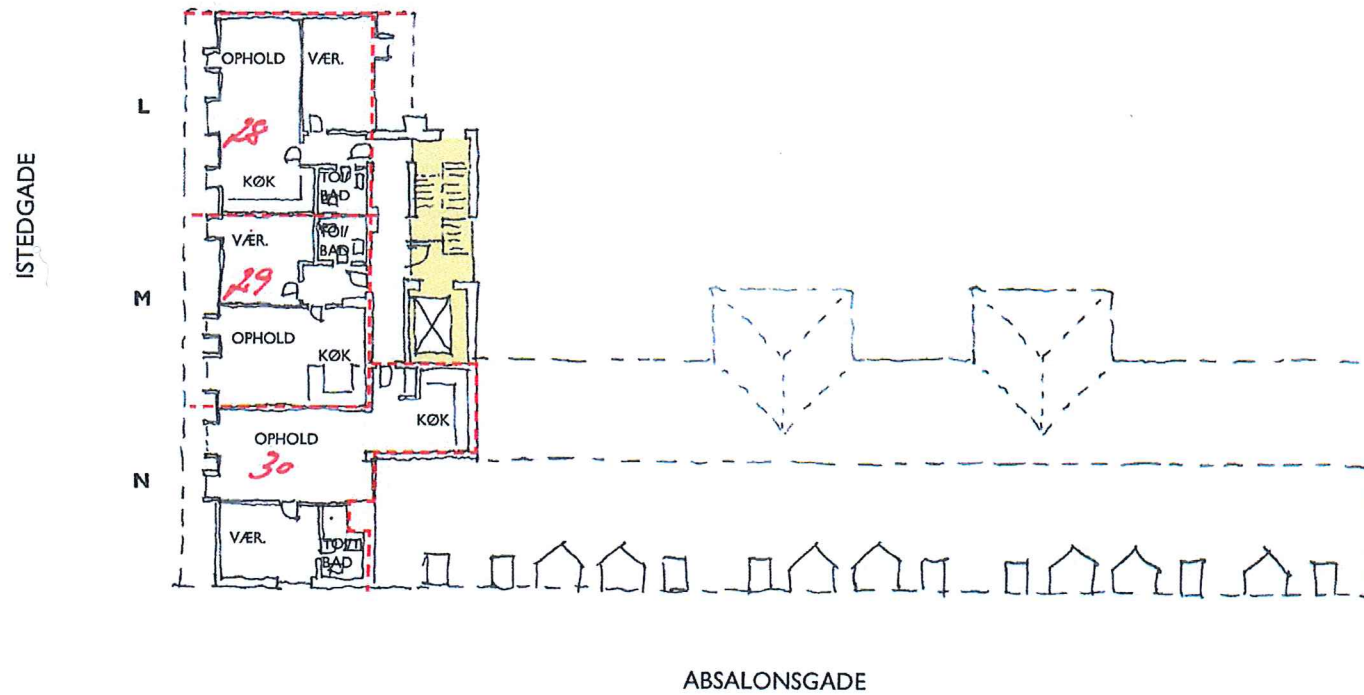 ISTEDGADE
L
OPHOLD VÆR.
28
KØK
TOI/
BAD
VÆR.
TOI/
BAD
29
M
OPHOLD
KØK
KØK
OPHOLD
30
N
VÆR.
TOI/
BAD
ABSALONSGADE